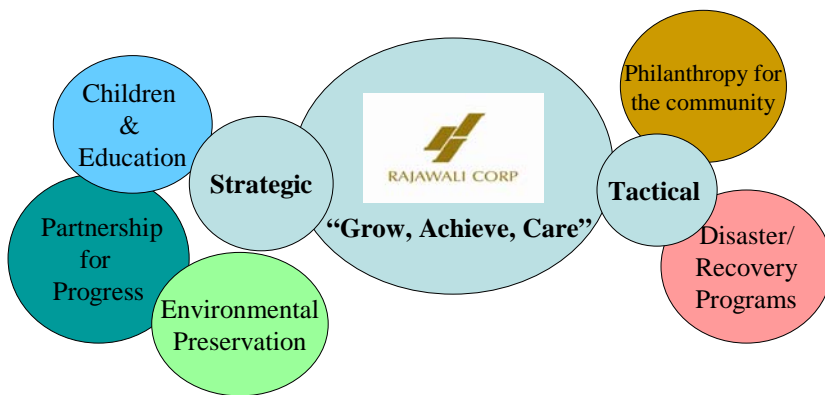 Children
&
Education
Partnership
for
Progress
Environmental
Preservation
Strategic
RAJAWALI CORP
“Grow, Achieve, Care”
Tactical
Philanthropy for
the community
Disaster/
Recovery
Programs